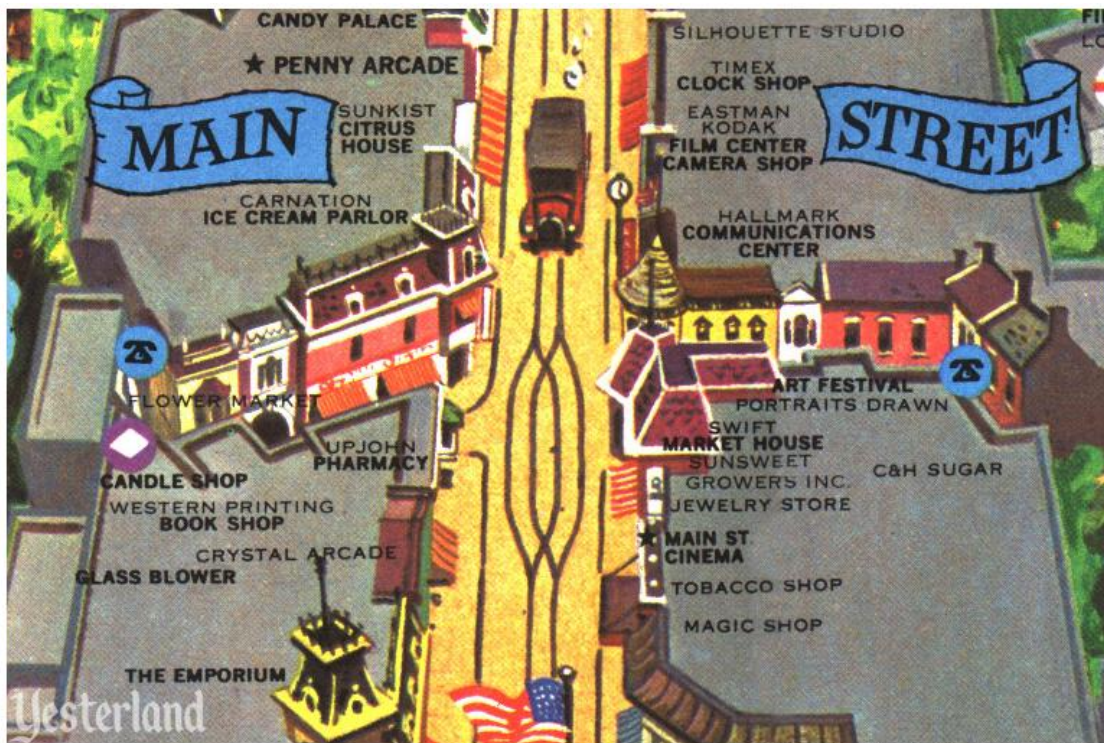 CANDY PALACE
★ PENNY ARCADE
MAIN
SUNKIST
CITRUS
HOUSE
CARNATION
ICE CREAM PARLOR
FLOWER MARKET
UPJOHN
PHARMACY
CANDLE SHOP
WESTERN PRINTING
BOOK SHOP
CRYSTAL ARCADE
GLASS BLOWER
THE EMPORIUM
SILHOUETTE STUDIO
TIMEX
CLOCK SHOP
EASTMAN
KODAK
FILM CENTER
CAMERA SHOP
STREET
HALLMARK
COMMUNICATIONS
CENTER
ART FESTIVAL
PORTRAITS DRAWN
SWIFT
MARKET HOUSE
SUNSWEET
GROWERS INC.
C&H SUGAR
JEWELRY STORE
★ MAIN ST.
CINEMA
TOBACCO SHOP
MAGIC SHOP
Yesterland